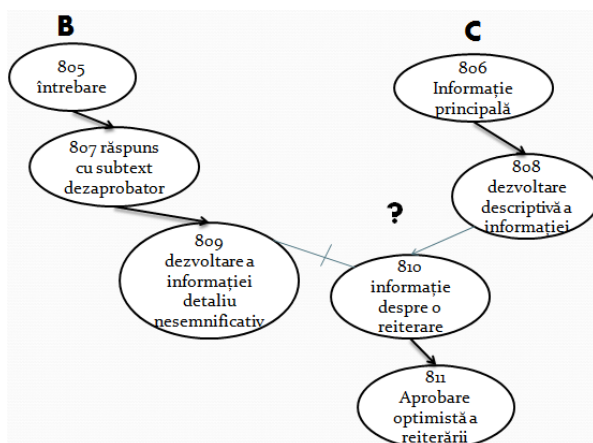 B
C
805
întrebare
806
Informație
principală
807 răspuns
cu subtext
dezaprobator
808
dezvoltare
descriptivă a
informației
?
809
dezvoltare a
informației
detaliu
nesemnificativ
810
informație
despre o
reiterare
811
Aprobare
optimistă a
reiterării